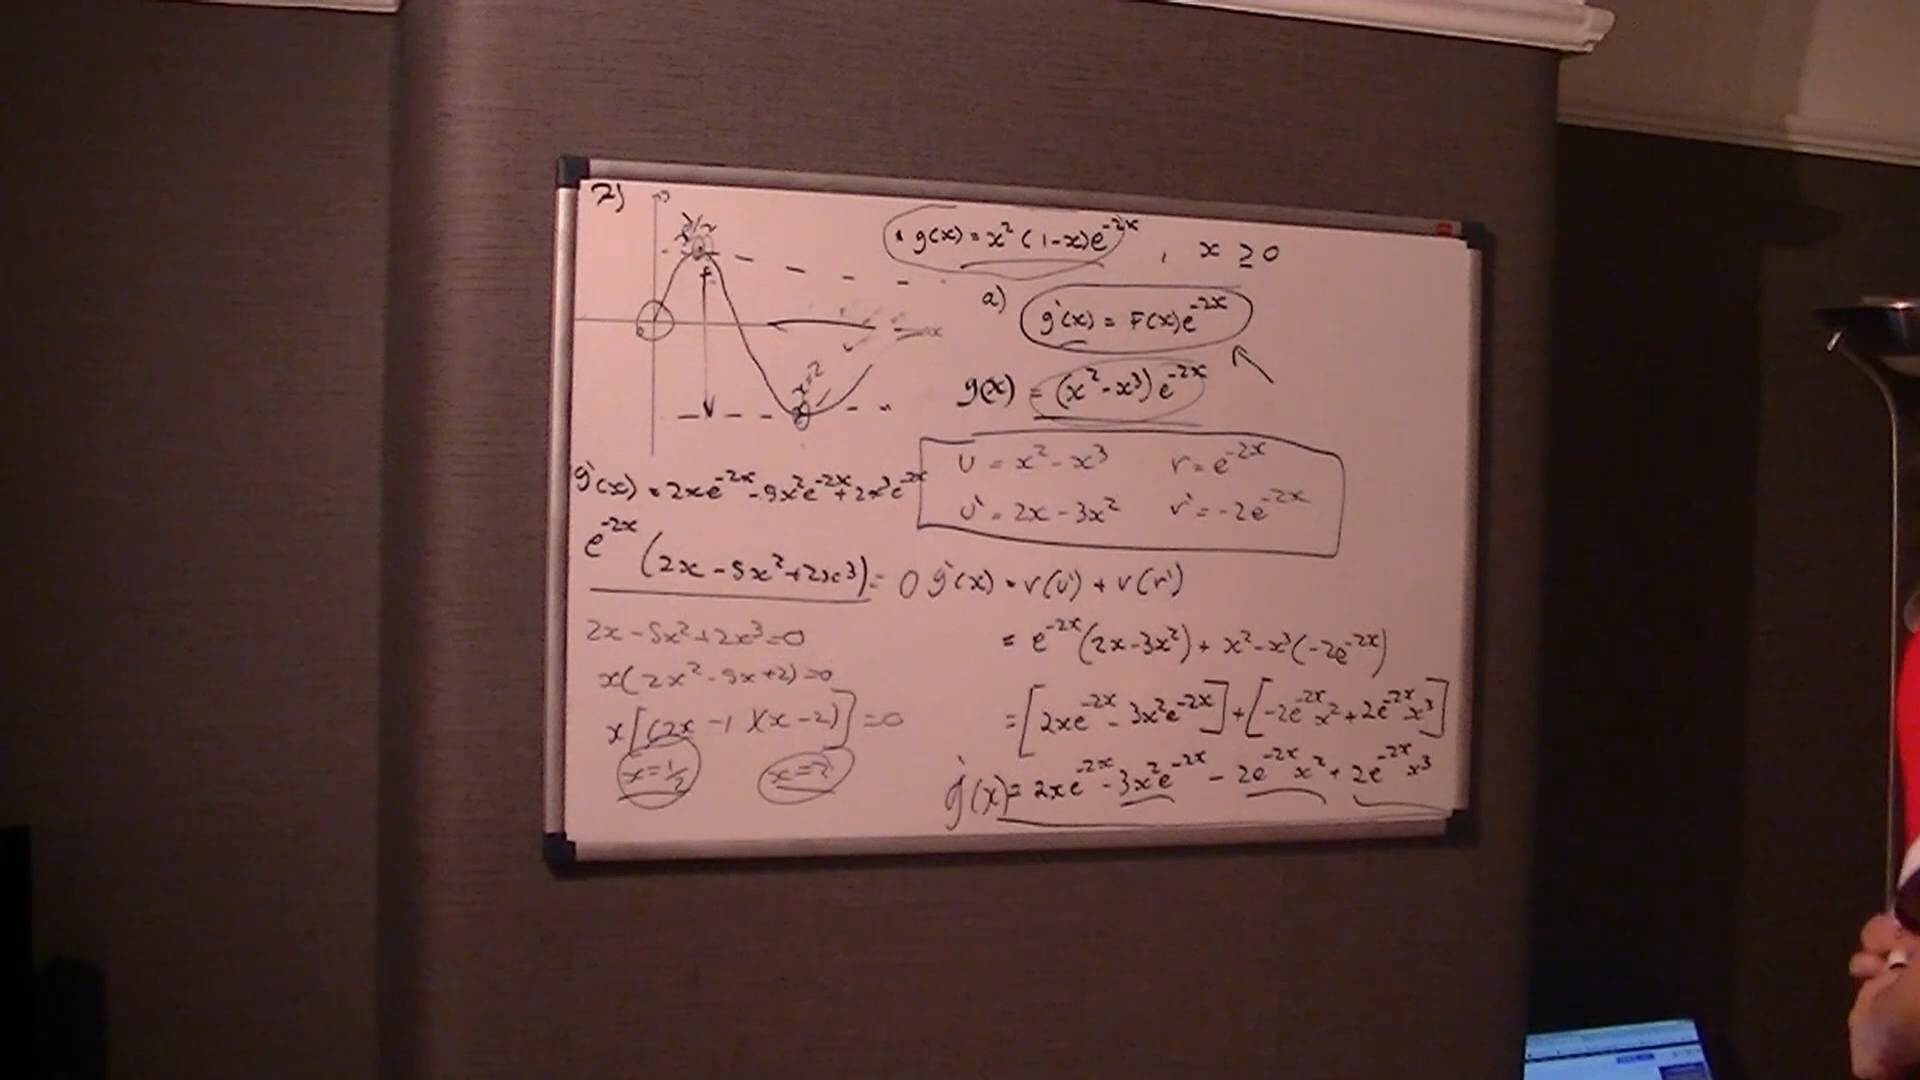 2)
g(x) = x² (1-x)e^-2x , x ≥ 0
a) g'(x) = F(x)e^-2x
g(x) = (x² - x³) e^-2x
U = x² - x³ v = e^-2x
U' = 2x - 3x² v' = -2e^-2x
g'(x) = v(U') + v(v')
= e^-2x (2x-3x²) + x²-x³(-2e^-2x)
= [2xe^-2x - 3x²e^-2x] + [-2e^-2x x² + 2e^-2x x³]
g'(x) = 2xe^-2x - 3x²e^-2x - 2e^-2x x² + 2e^-2x x³
x=2
g'(x) = 2xe^-2x - 5x²e^-2x + 2x³e^-2x
e^-2x (2x - 5x² + 2x³) = 0
2x - 5x² + 2x³ = 0
x(2x² - 5x + 2) = 0
x[(2x - 1)(x - 2)] = 0
x = 1/2 x = 2